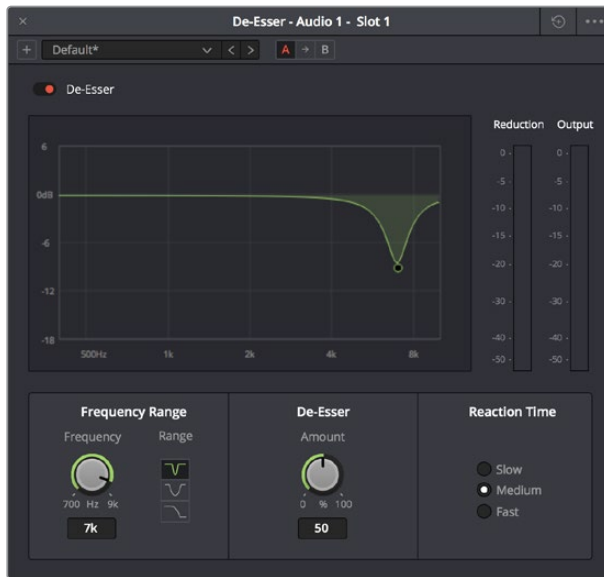 De-Esser - Audio 1 - Slot 1
Default*
A
B
De-Esser
Reduction Output
6
0dB
-6
-12
-18
500Hz 1k 2k 4k 8k
0 -
-5 -
-10 -
-15 -
-20 -
-30 -
-40 -
-50 -
0 -
-5 -
-10 -
-15 -
-20 -
-30 -
-40 -
-50 -
Frequency Range
Frequency Range
700 Hz 9k
7k
De-Esser
Amount
0 % 100
50
Reaction Time
Slow
Medium
Fast